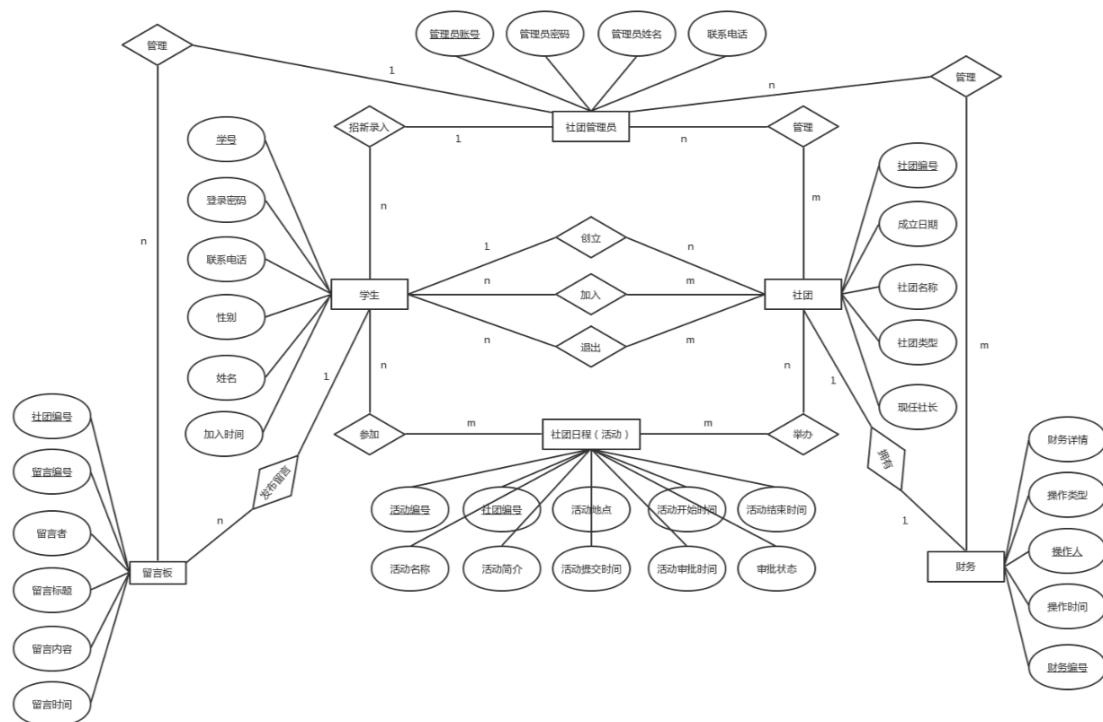 管理员账号 管理员密码 管理员姓名 联系电话
管理
管理
1
n
招新录入
社团管理员
管理
1
n
学号
社团编号
登录密码
n
m
成立日期
1
创立
n
n
联系电话
社团名称
学生
n
加入
m
社团
性别
社团类型
m
n
退出
m
姓名
n
n
1
1
现任社长
社团编号
加入时间
参加
m
社团日程（活动）
m
举办
财务详情
留言编号
发布留言
拥有
操作类型
活动编号 社团编号 活动地点 活动开始时间 活动结束时间
留言者
n
1
操作人
留言板
活动名称 活动简介 活动提交时间 活动审批时间 审批状态
财务
留言标题
操作时间
留言内容
财务编号
留言时间